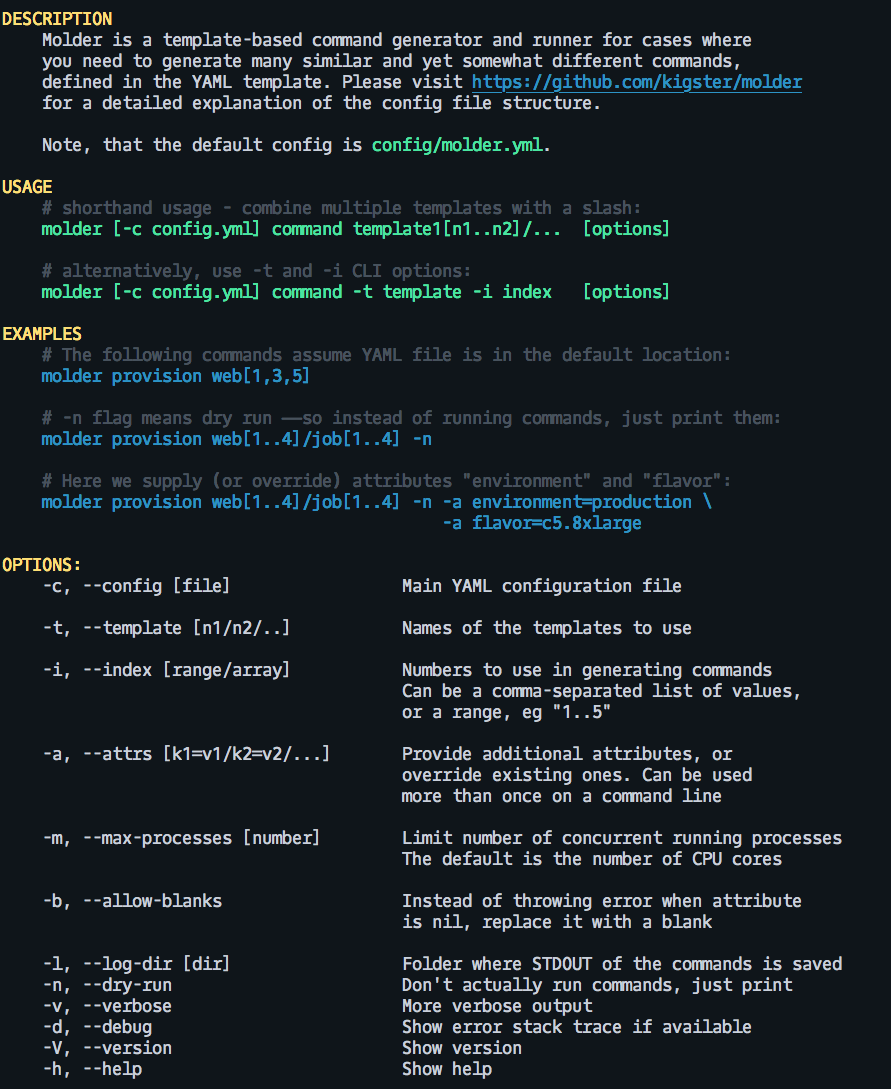 DESCRIPTION
Molder is a template-based command generator and runner for cases where
you need to generate many similar and yet somewhat different commands,
defined in the YAML template. Please visit https://github.com/kigster/molder
for a detailed explanation of the config file structure.
Note, that the default config is config/molder.yml.
USAGE
# shorthand usage - combine multiple templates with a slash:
molder [-c config.yml] command template1[n1..n2]/... [options]
# alternatively, use -t and -i CLI options:
molder [-c config.yml] command -t template -i index [options]
EXAMPLES
# The following commands assume YAML file is in the default location:
molder provision web[1,3,5]
# -n flag means dry run ——so instead of running commands, just print them:
molder provision web[1..4]/job[1..4] -n
# Here we supply (or override) attributes "environment" and "flavor":
molder provision web[1..4]/job[1..4] -n -a environment=production \
-a flavor=c5.8xlarge
OPTIONS:
-c, --config [file] Main YAML configuration file
-t, --template [n1/n2/..] Names of the templates to use
-i, --index [range/array] Numbers to use in generating commands
Can be a comma-separated list of values,
or a range, eg "1..5"
-a, --attrs [k1=v1/k2=v2/...] Provide additional attributes, or
override existing ones. Can be used
more than once on a command line
-m, --max-processes [number] Limit number of concurrent running processes
The default is the number of CPU cores
-b, --allow-blanks Instead of throwing error when attribute
is nil, replace it with a blank
-l, --log-dir [dir] Folder where STDOUT of the commands is saved
-n, --dry-run Don't actually run commands, just print
-v, --verbose More verbose output
-d, --debug Show error stack trace if available
-V, --version Show version
-h, --help Show help